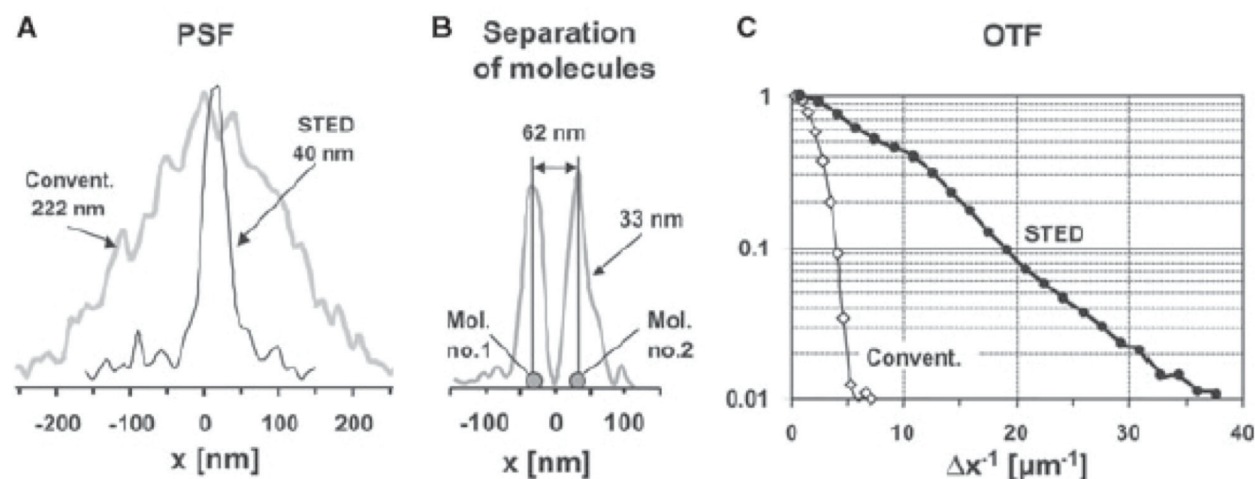 A
PSF
STED
40 nm
Convent.
222 nm
-200
-100
0
100
200
x [nm]
B
Separation
of molecules
62 nm
33 nm
Mol.
no.1
Mol.
no.2
-100
0
100
x [nm]
C
OTF
1
0.1
0.01
STED
Convent.
0
10
20
30
40
Δx⁻¹ [µm⁻¹]